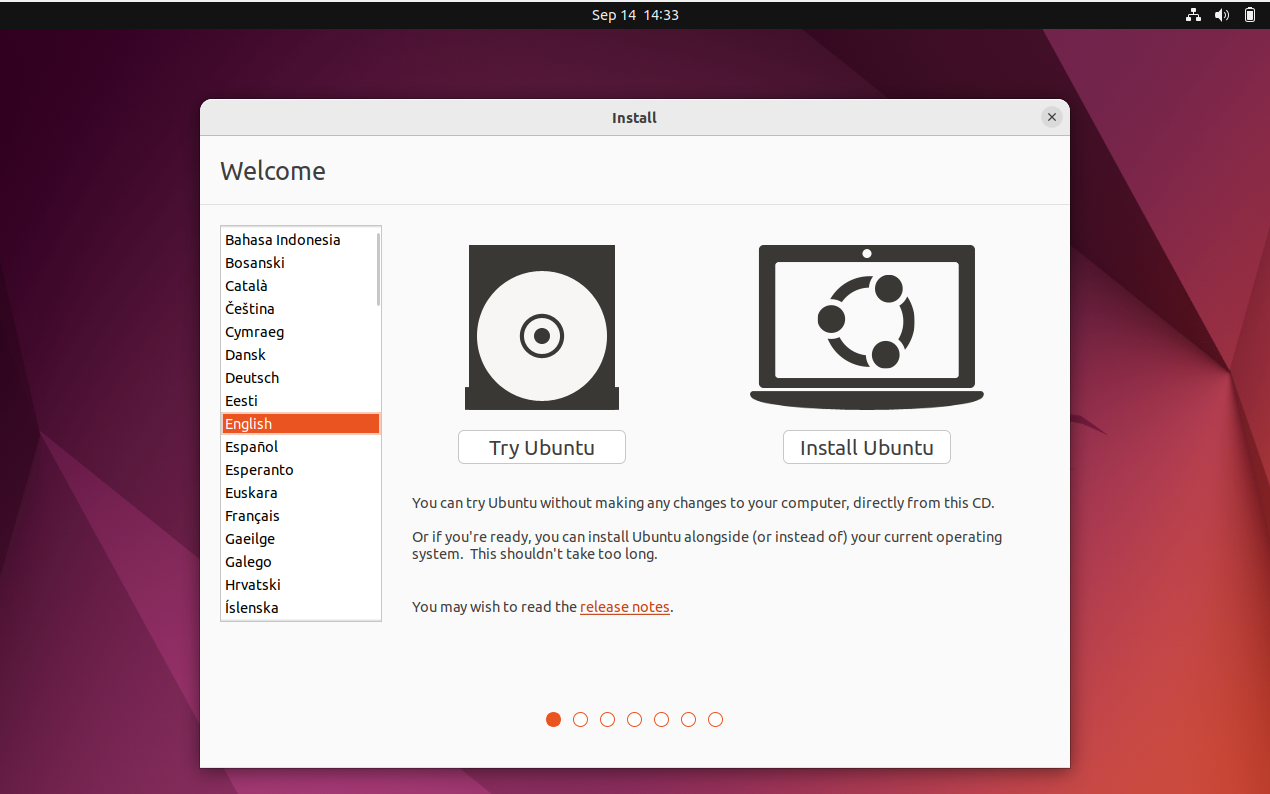 Sep 14  14:33
Install
Welcome
Bahasa Indonesia
Bosanski
Català
Čeština
Cymraeg
Dansk
Deutsch
Eesti
English
Español
Esperanto
Euskara
Français
Gaeilge
Galego
Hrvatski
Íslenska
Try Ubuntu
Install Ubuntu
You can try Ubuntu without making any changes to your computer, directly from this CD.
Or if you're ready, you can install Ubuntu alongside (or instead of) your current operating
system.  This shouldn't take too long.
You may wish to read the release notes.